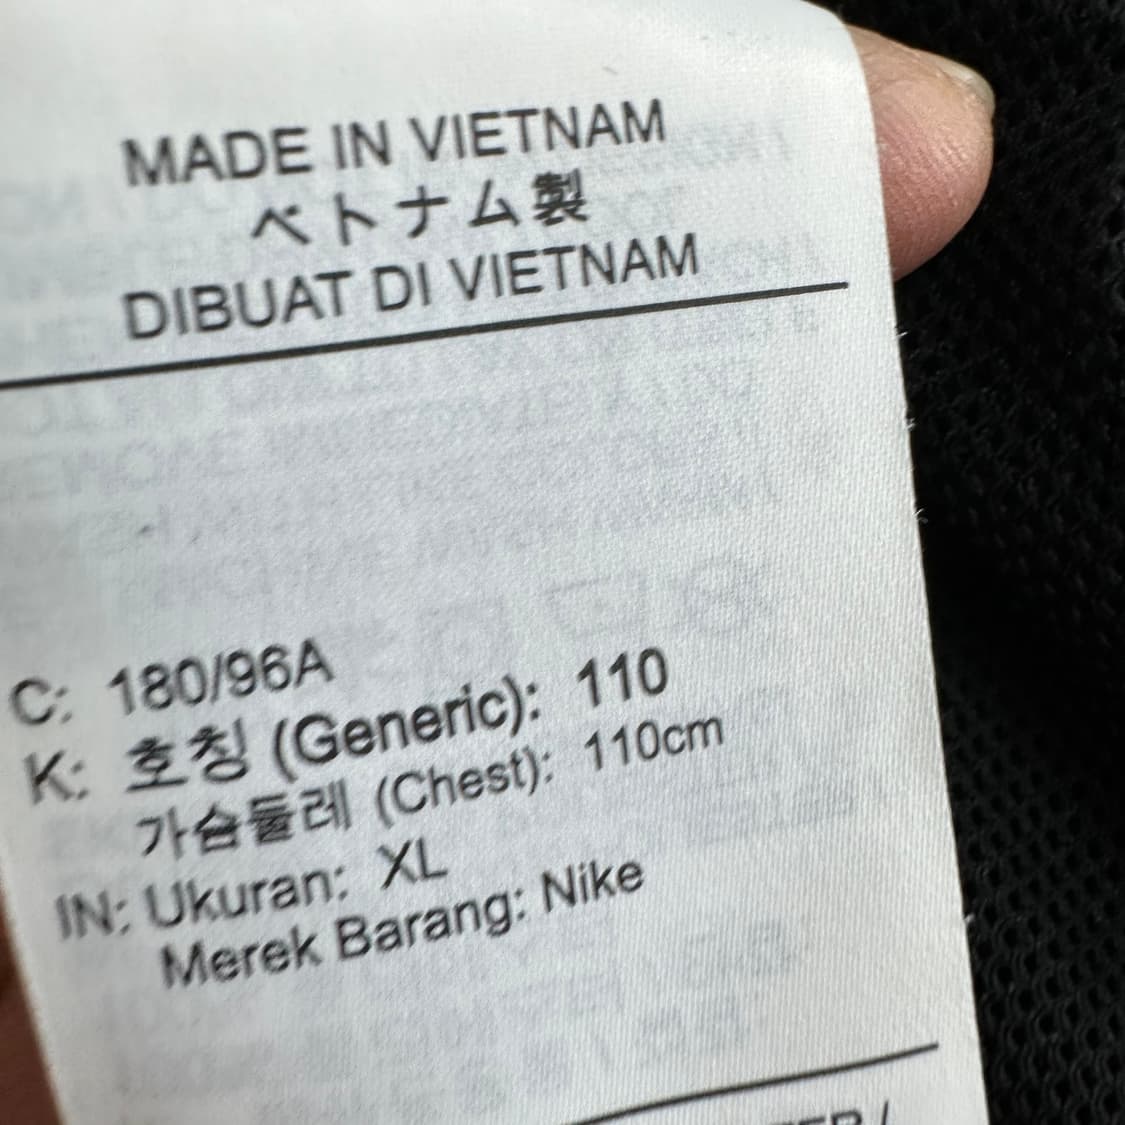 MADE IN VIETNAM
ベトナム製
DIBUAT DI VIETNAM
C: 180/96A
K: 호칭 (Generic): 110
가슴둘레 (Chest): 110cm
IN: Ukuran: XL
Merek Barang: Nike